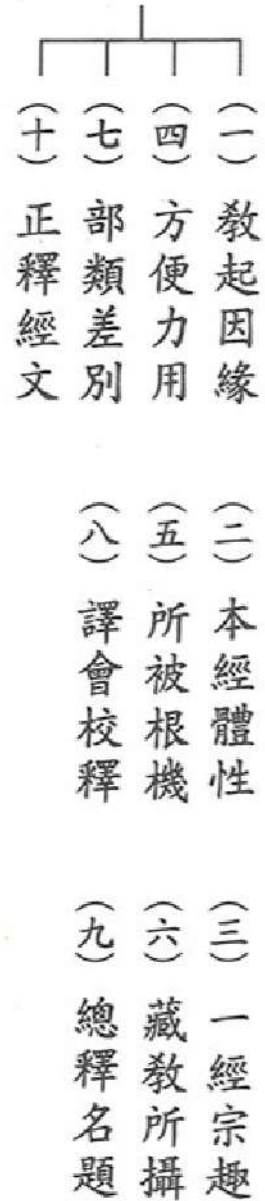 （一）教起因緣　（二）本經體性　（三）一經宗趣
（四）方便力用　（五）所被根機　（六）藏教所攝
（七）部類差別　（八）譯會校釋　（九）總釋名題
（十）正釋經文